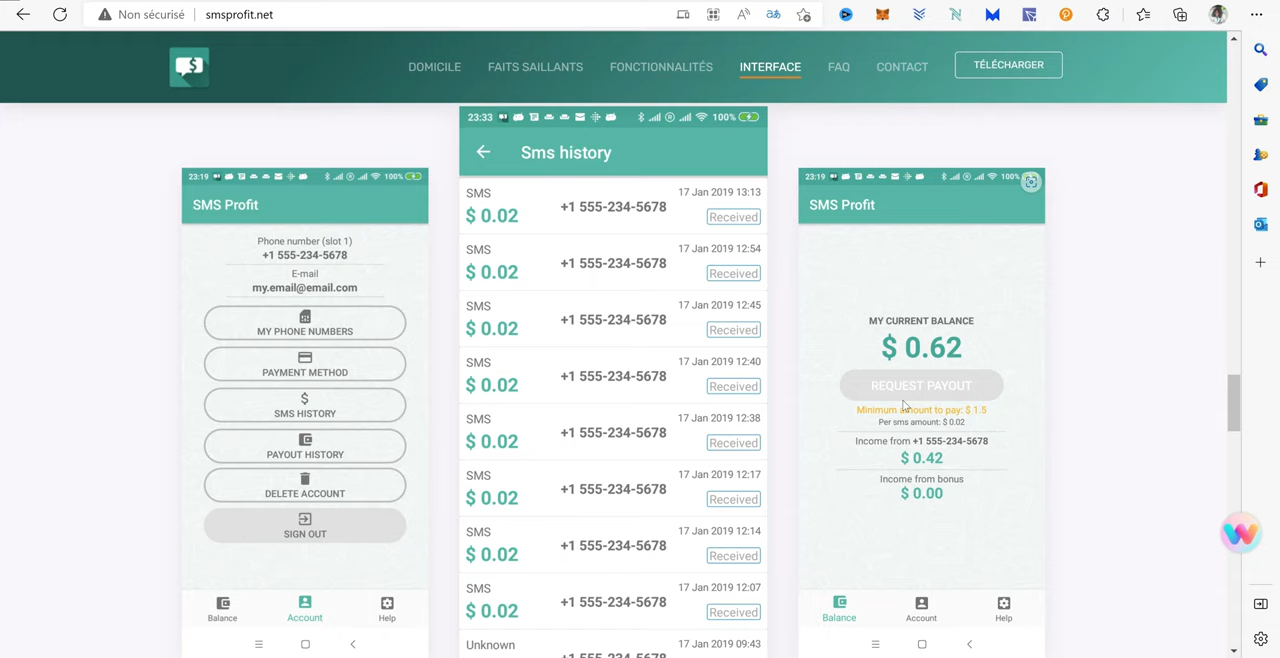 Non sécurisé smsprofit.net
DOMICILE FAITS SAILLANTS FONCTIONNALITÉS INTERFACE FAQ CONTACT TÉLÉCHARGER
23:19 100%
SMS Profit
Phone number (slot 1)
+1 555-234-5678
E-mail
my.email@email.com
MY PHONE NUMBERS
PAYMENT METHOD
SMS HISTORY
PAYOUT HISTORY
DELETE ACCOUNT
SIGN OUT
Balance Account Help
23:33 100%
Sms history
SMS 17 Jan 2019 13:13
$ 0.02 +1 555-234-5678 Received
SMS 17 Jan 2019 12:54
$ 0.02 +1 555-234-5678 Received
SMS 17 Jan 2019 12:45
$ 0.02 +1 555-234-5678 Received
SMS 17 Jan 2019 12:40
$ 0.02 +1 555-234-5678 Received
SMS 17 Jan 2019 12:38
$ 0.02 +1 555-234-5678 Received
SMS 17 Jan 2019 12:17
$ 0.02 +1 555-234-5678 Received
SMS 17 Jan 2019 12:14
$ 0.02 +1 555-234-5678 Received
SMS 17 Jan 2019 12:07
$ 0.02 +1 555-234-5678 Received
Unknown 17 Jan 2019 09:43
+1 555-234-5678
23:19 100%
SMS Profit
MY CURRENT BALANCE
$ 0.62
REQUEST PAYOUT
Minimum amount to pay: $ 1.5
Per sms amount: $ 0.02
Income from +1 555-234-5678
$ 0.42
Income from bonus
$ 0.00
Balance Account Help